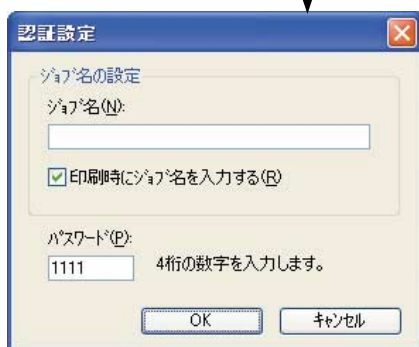 認証設定
ジョブ名の設定
ジョブ名(N):
印刷時にジョブ名を入力する(R)
パスワード(P):
1111 4桁の数字を入力します。
OK キャンセル